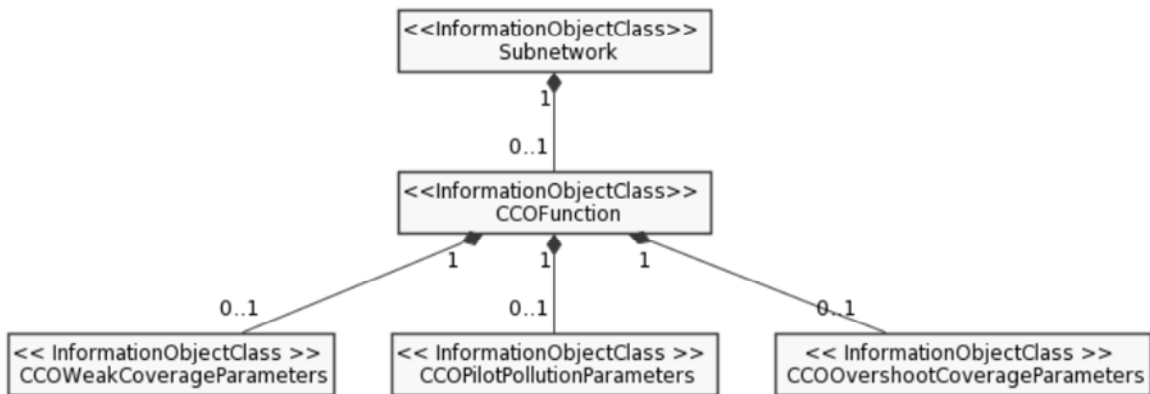 <<InformationObjectClass>>
Subnetwork
1
0..1
<<InformationObjectClass>>
CCOFunction
1
1
1
0..1
0..1
0..1
<< InformationObjectClass >>
CCOWeakCoverageParameters
<< InformationObjectClass >>
CCOPilotPollutionParameters
<< InformationObjectClass >>
CCOOvershootCoverageParameters